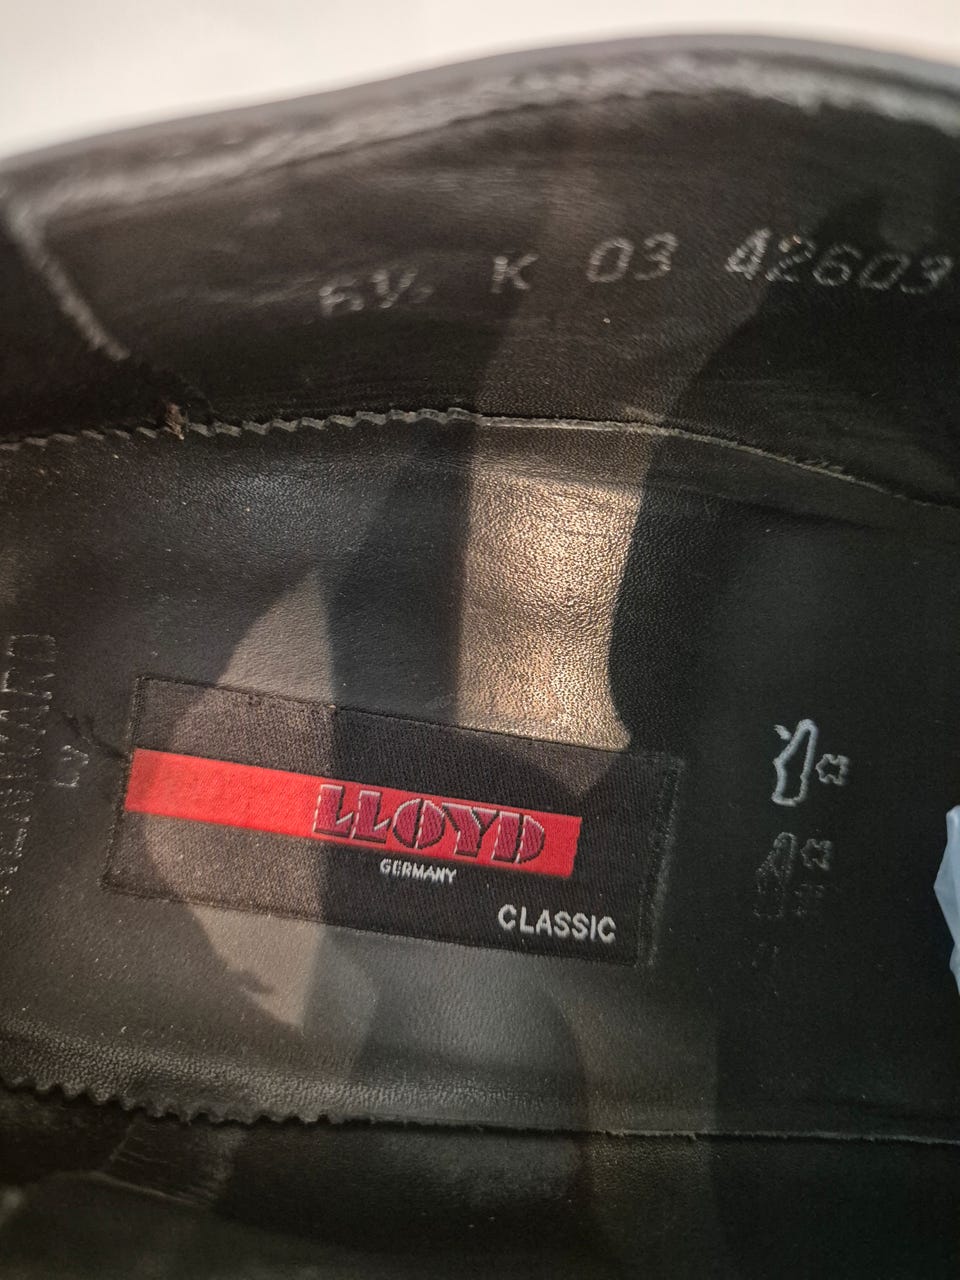 6½ K 03 42603
LLOYD
GERMANY
CLASSIC